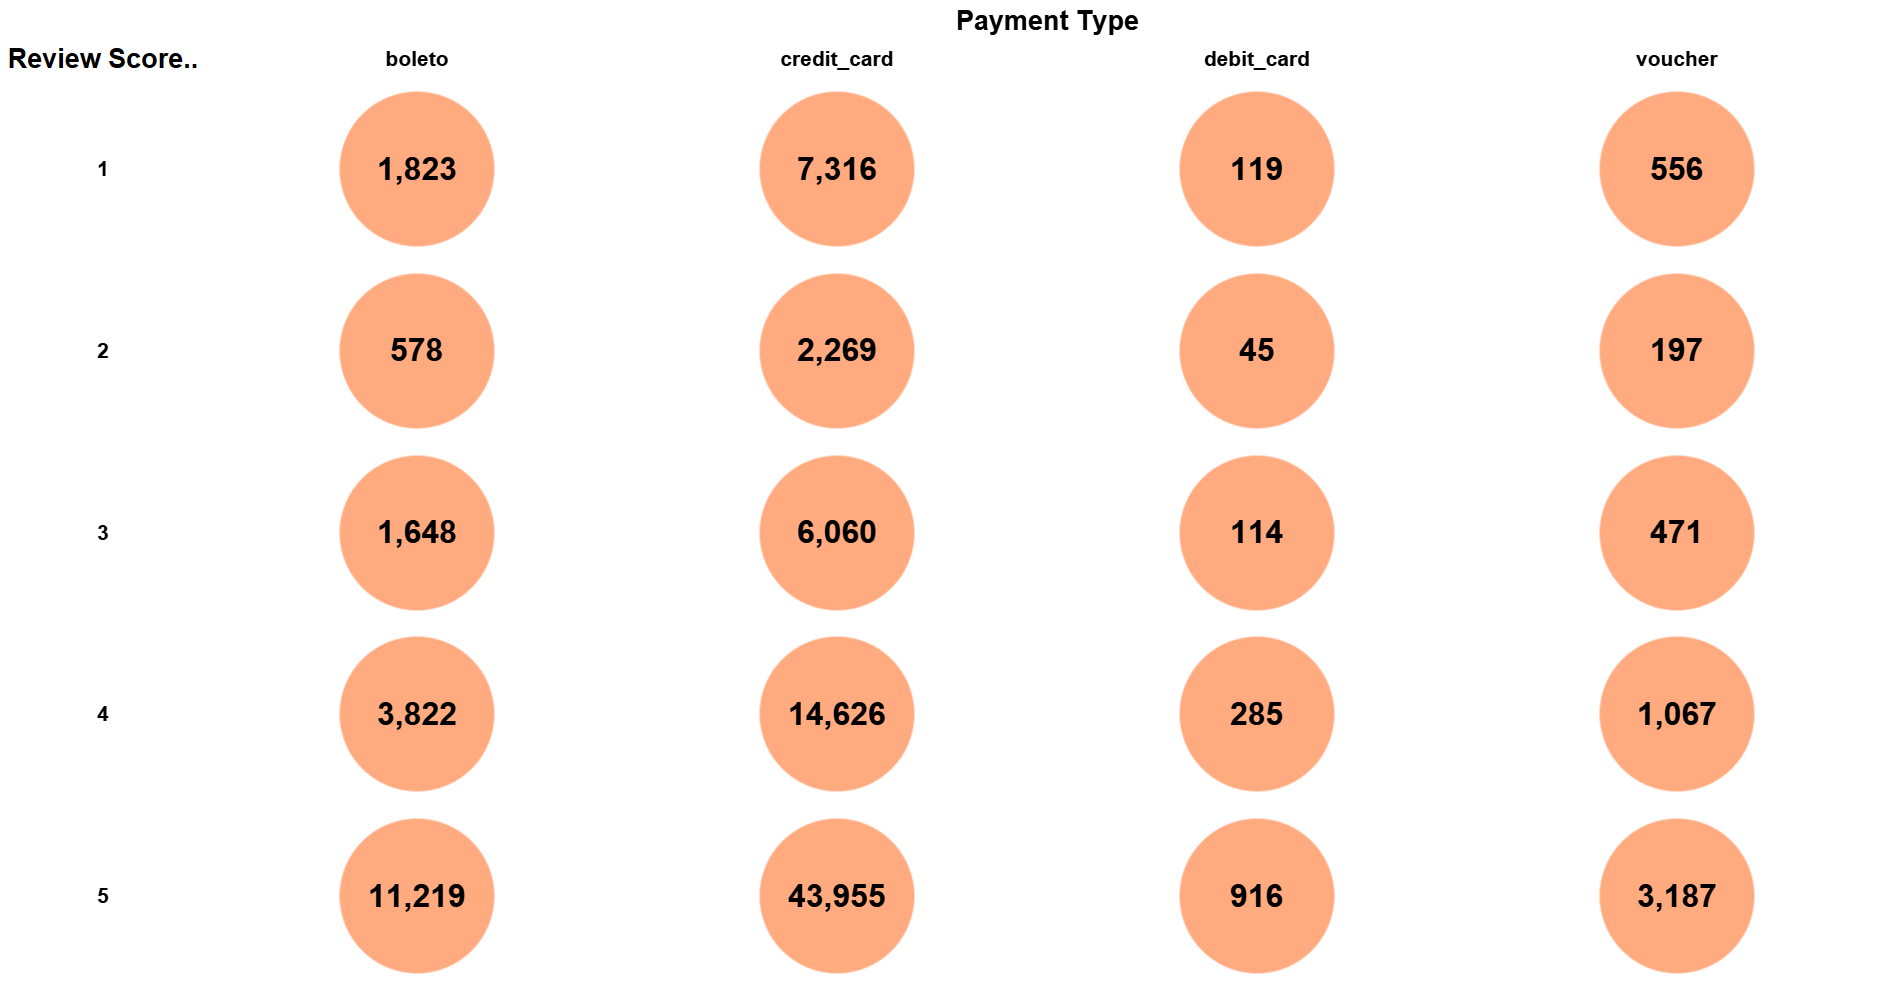 Payment Type
Review Score.. boleto credit_card debit_card voucher
1 1,823 7,316 119 556
2 578 2,269 45 197
3 1,648 6,060 114 471
4 3,822 14,626 285 1,067
5 11,219 43,955 916 3,187